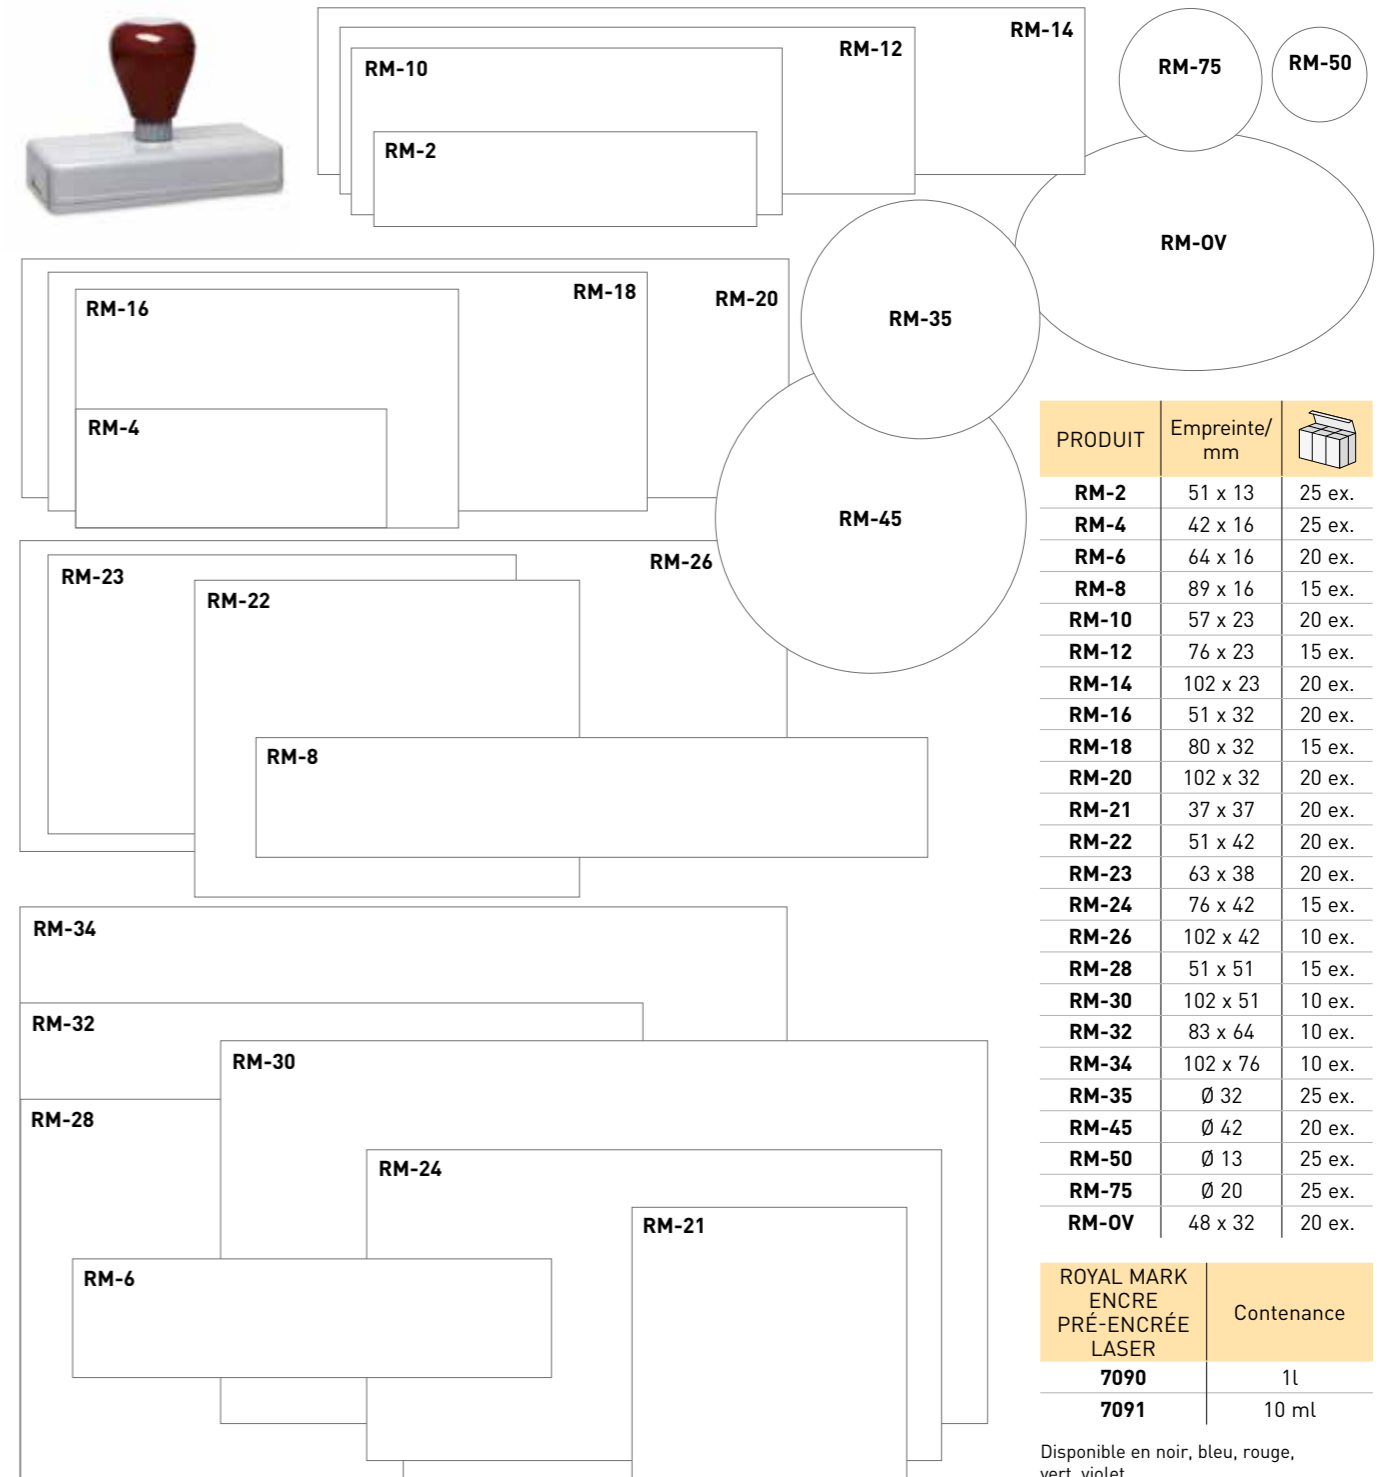 RM-14
RM-12
RM-10
RM-2
RM-75
RM-50
RM-OV
RM-16
RM-18
RM-20
RM-35
RM-4
RM-45
RM-23
RM-22
RM-26
RM-8
RM-34
RM-32
RM-30
RM-28
RM-24
RM-21
RM-6
PRODUIT Empreinte/
mm
RM-2 51 x 13 25 ex.
RM-4 42 x 16 25 ex.
RM-6 64 x 16 20 ex.
RM-8 89 x 16 15 ex.
RM-10 57 x 23 20 ex.
RM-12 76 x 23 15 ex.
RM-14 102 x 23 20 ex.
RM-16 51 x 32 20 ex.
RM-18 80 x 32 15 ex.
RM-20 102 x 32 20 ex.
RM-21 37 x 37 20 ex.
RM-22 51 x 42 20 ex.
RM-23 63 x 38 20 ex.
RM-24 76 x 42 15 ex.
RM-26 102 x 42 10 ex.
RM-28 51 x 51 15 ex.
RM-30 102 x 51 10 ex.
RM-32 83 x 64 10 ex.
RM-34 102 x 76 10 ex.
RM-35 Ø 32 25 ex.
RM-45 Ø 42 20 ex.
RM-50 Ø 13 25 ex.
RM-75 Ø 20 25 ex.
RM-OV 48 x 32 20 ex.
ROYAL MARK
ENCRE
PRÉ-ENCRÉE
LASER
Contenance
7090 1l
7091 10 ml
Disponible en noir, bleu, rouge,
vert, violet